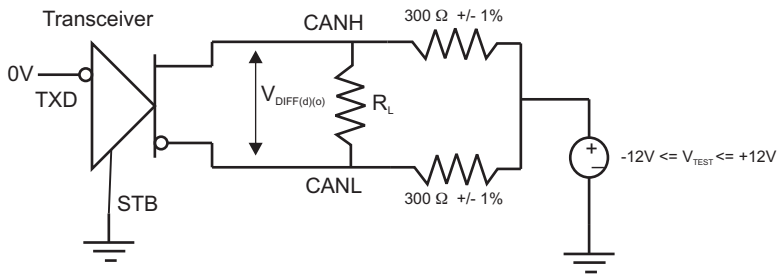 Transceiver
CANH
300 Ω +/- 1%
0V
TXD
V_DIFF(d)(o)
R_L
+
-12V <= V_TEST <= +12V
−
CANL
STB
300 Ω +/- 1%